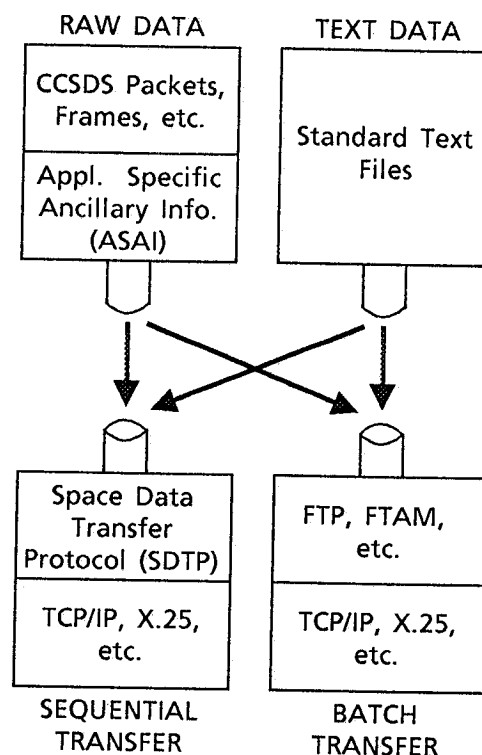 RAW DATA
CCSDS Packets,
Frames, etc.
Appl. Specific
Ancillary Info.
(ASAI)
TEXT DATA
Standard Text
Files
Space Data
Transfer
Protocol (SDTP)
TCP/IP, X.25,
etc.
SEQUENTIAL
TRANSFER
FTP, FTAM,
etc.
TCP/IP, X.25,
etc.
BATCH
TRANSFER